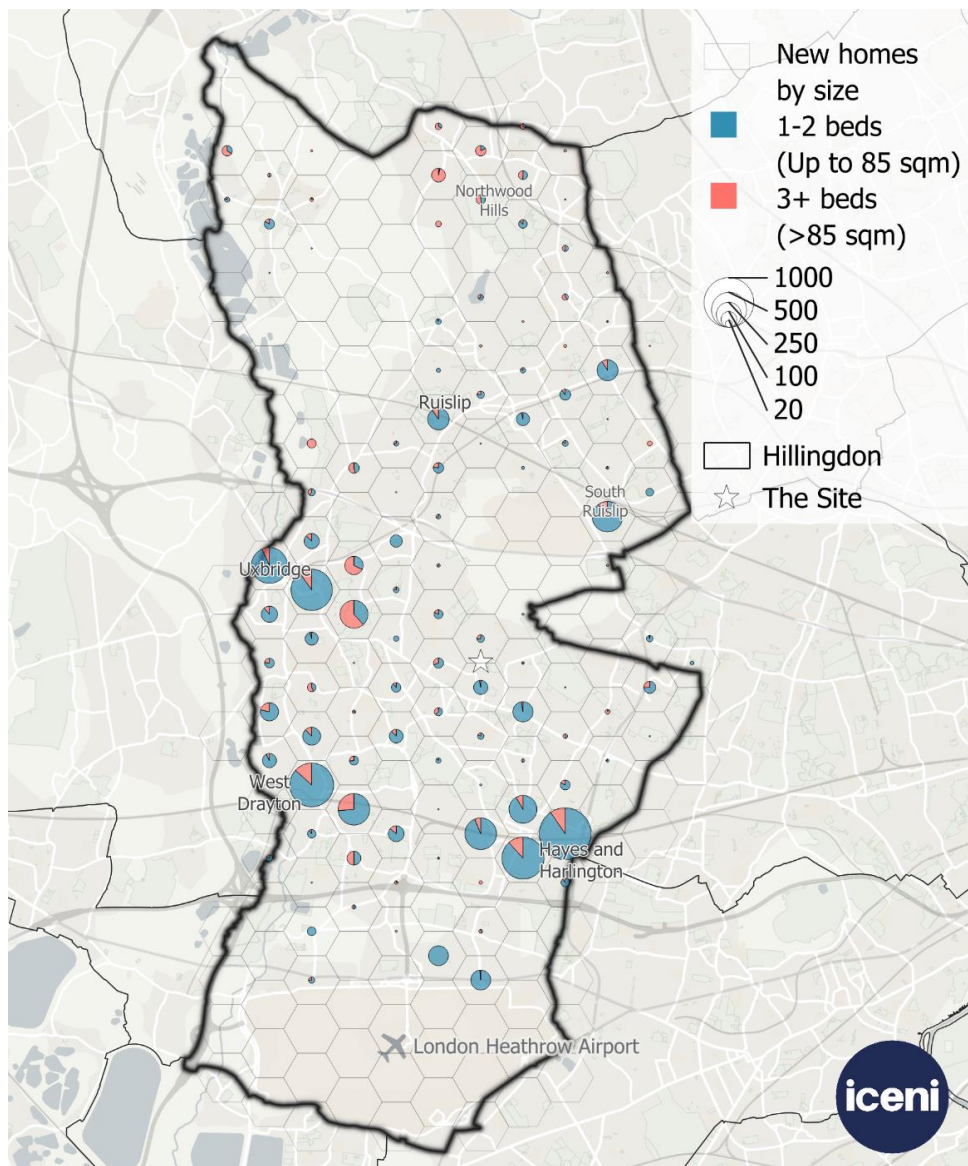 New homes
by size
1-2 beds
(Up to 85 sqm)
3+ beds
(>85 sqm)
1000
500
250
100
20
Hillingdon
The Site
Northwood
Hills
Ruislip
South
Ruislip
Uxbridge
West
Drayton
Hayes and
Harlington
London Heathrow Airport
iceni